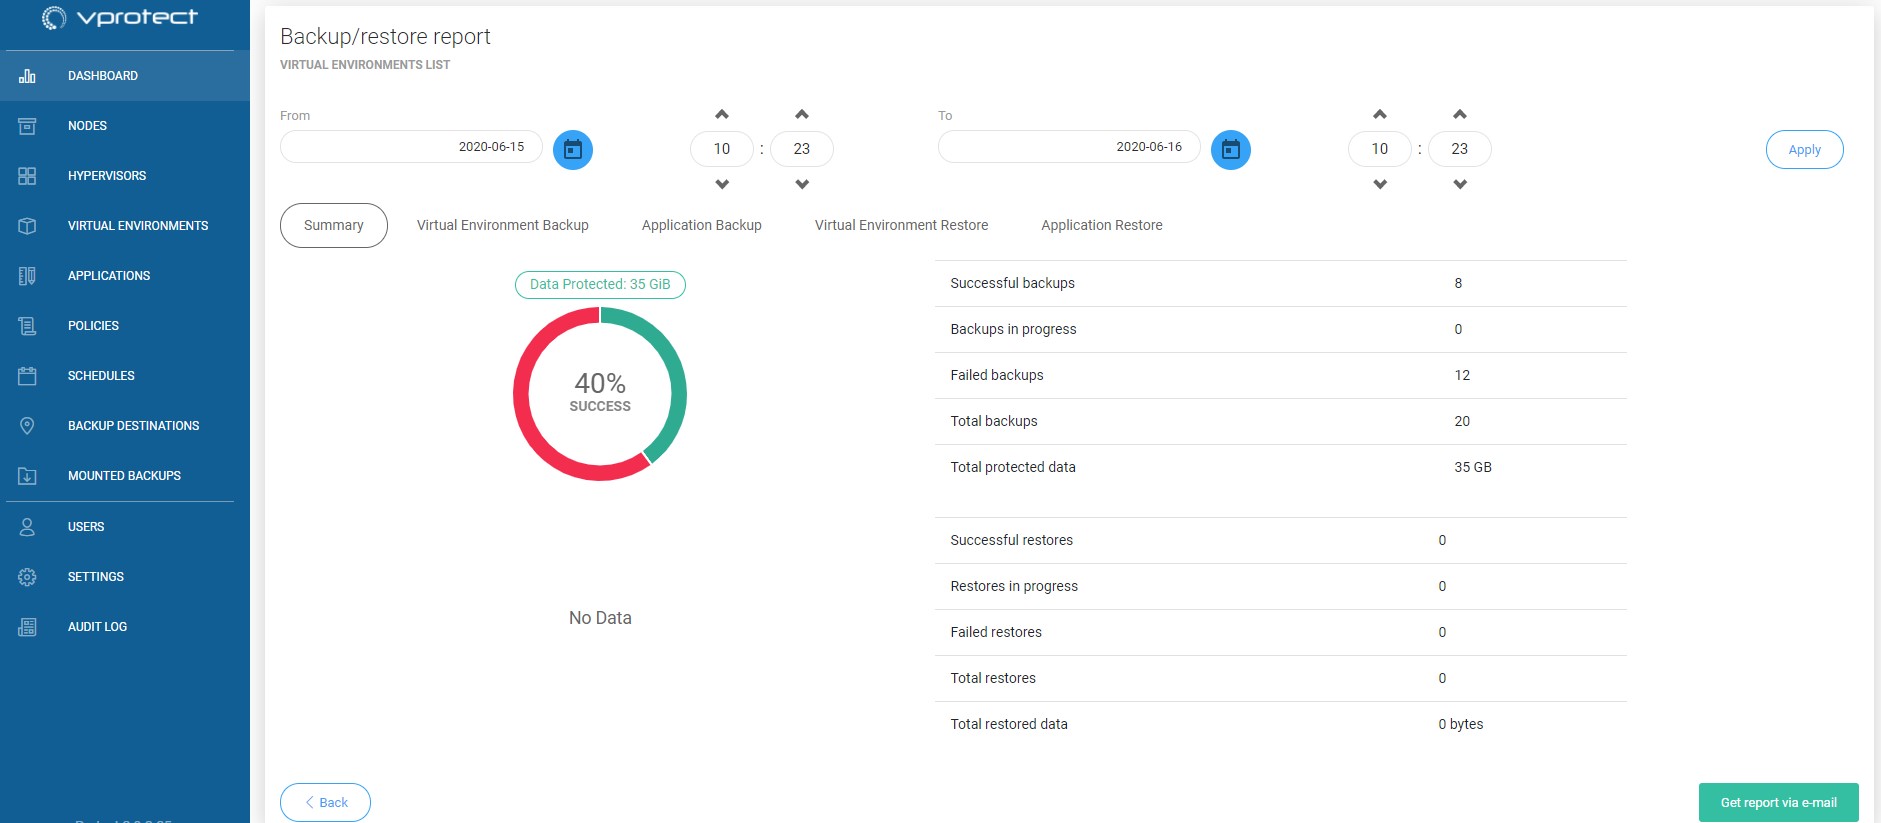 vprotect
DASHBOARD
NODES
HYPERVISORS
VIRTUAL ENVIRONMENTS
APPLICATIONS
POLICIES
SCHEDULES
BACKUP DESTINATIONS
MOUNTED BACKUPS
USERS
SETTINGS
AUDIT LOG
Backup/restore report
VIRTUAL ENVIRONMENTS LIST
From
2020-06-15
10 : 23
To
2020-06-16
10 : 23
Apply
Summary
Virtual Environment Backup
Application Backup
Virtual Environment Restore
Application Restore
Data Protected: 35 GiB
40%
SUCCESS
No Data
Successful backups 8
Backups in progress 0
Failed backups 12
Total backups 20
Total protected data 35 GB
Successful restores 0
Restores in progress 0
Failed restores 0
Total restores 0
Total restored data 0 bytes
Back
Get report via e-mail